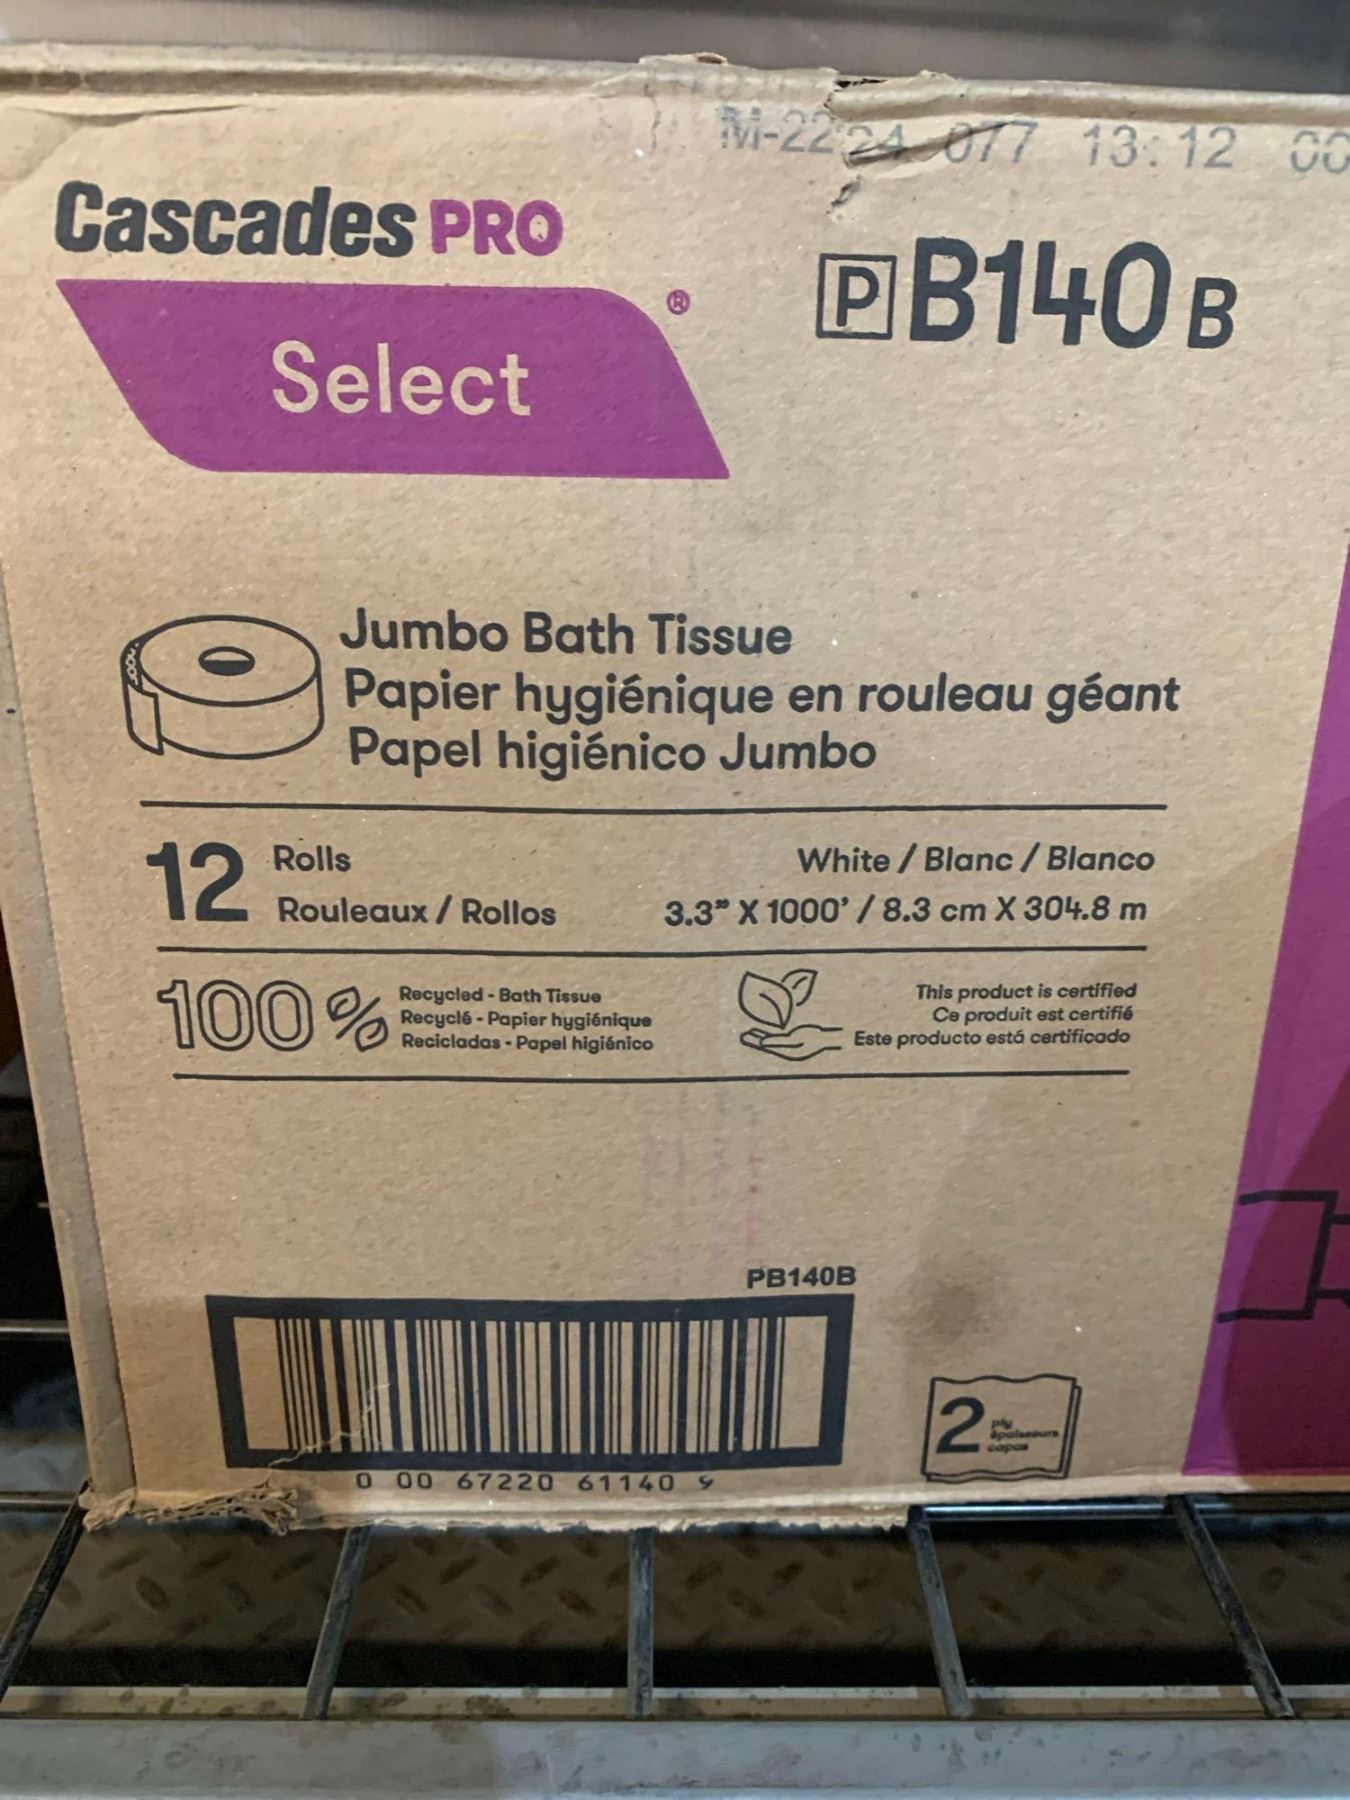 M-2224 077 13:12
Cascades PRO
Select ®
P B140 B
Jumbo Bath Tissue
Papier hygiénique en rouleau géant
Papel higiénico Jumbo
12 Rolls
Rouleaux / Rollos
White / Blanc / Blanco
3.3” X 1000’ / 8.3 cm X 304.8 m
100% Recycled - Bath Tissue
Recyclé - Papier hygiénique
Recicladas - Papel higiénico
This product is certified
Ce produit est certifié
Este producto está certificado
PB140B
0 00 67220 61140 9
2 ply
épaisseurs
capas